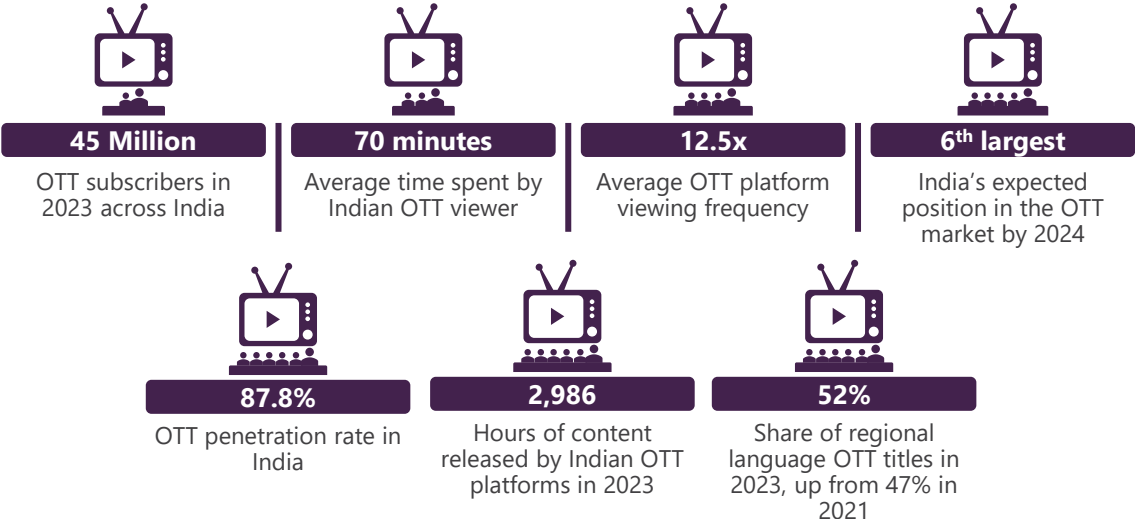 45 Million
OTT subscribers in
2023 across India
70 minutes
Average time spent by
Indian OTT viewer
12.5x
Average OTT platform
viewing frequency
6th largest
India's expected
position in the OTT
market by 2024
87.8%
OTT penetration rate in
India
2,986
Hours of content
released by Indian OTT
platforms in 2023
52%
Share of regional
language OTT titles in
2023, up from 47% in
2021